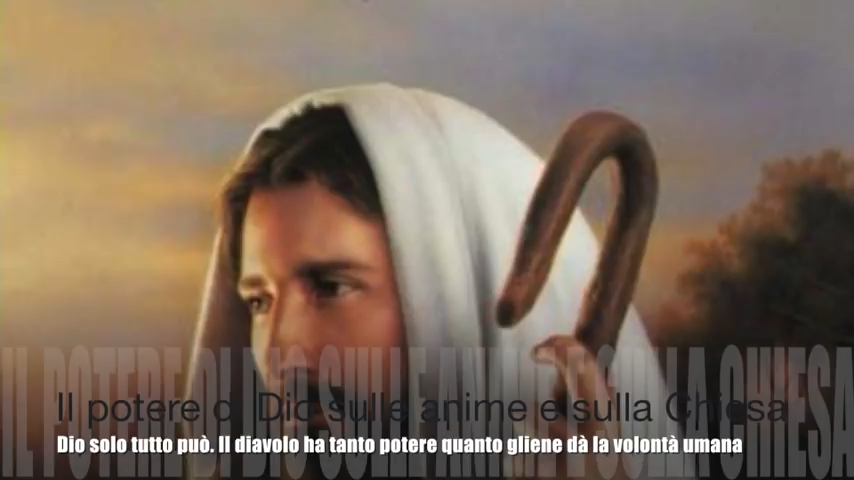 IL POTERE DI DIO SULLE ANIME E SULLA CHIESA
Il potere di Dio sulle anime e sulla Chiesa
Dio solo tutto può. Il diavolo ha tanto potere quanto gliene dà la volontà umana